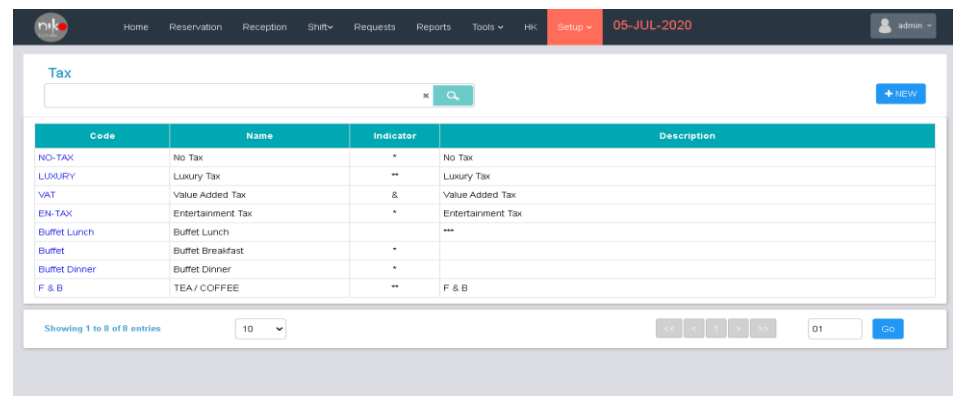 nik
Home Reservation Reception Shift Requests Reports Tools HK Setup 05-JUL-2020 admin
Tax
× + NEW
Code Name Indicator Description
NO-TAX No Tax * No Tax
LUXURY Luxury Tax ** Luxury Tax
VAT Value Added Tax & Value Added Tax
EN-TAX Entertainment Tax * Entertainment Tax
Buffet Lunch Buffet Lunch ***
Buffet Buffet Breakfast *
Buffet Dinner Buffet Dinner *
F & B TEA / COFFEE ** F & B
Showing 1 to 8 of 8 entries 10 << < 1 > >> 01 Go